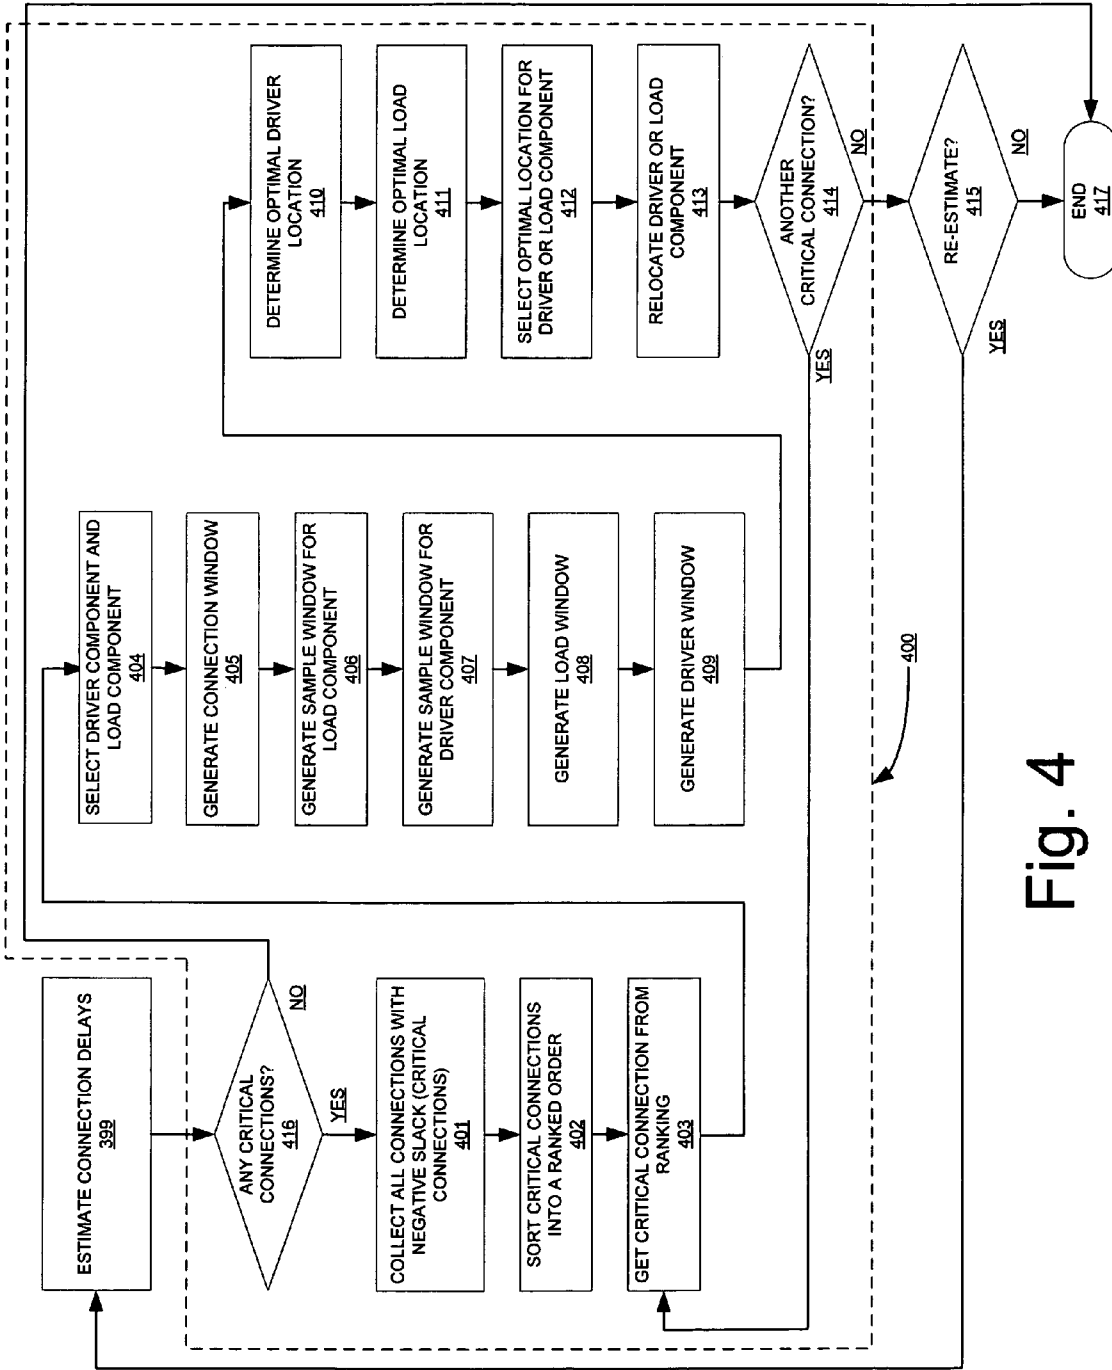 ESTIMATE CONNECTION DELAYS
399
ANY CRITICAL
CONNECTIONS?
416
NO
YES
COLLECT ALL CONNECTIONS WITH
NEGATIVE SLACK (CRITICAL
CONNECTIONS)
401
SORT CRITICAL CONNECTIONS
INTO A RANKED ORDER
402
GET CRITICAL CONNECTION FROM
RANKING
403
SELECT DRIVER COMPONENT AND
LOAD COMPONENT
404
GENERATE CONNECTION WINDOW
405
GENERATE SAMPLE WINDOW FOR
LOAD COMPONENT
406
GENERATE SAMPLE WINDOW FOR
DRIVER COMPONENT
407
GENERATE LOAD WINDOW
408
GENERATE DRIVER WINDOW
409
DETERMINE OPTIMAL DRIVER
LOCATION
410
DETERMINE OPTIMAL LOAD
LOCATION
411
SELECT OPTIMAL LOCATION FOR
DRIVER OR LOAD COMPONENT
412
RELOCATE DRIVER OR LOAD
COMPONENT
413
ANOTHER
CRITICAL CONNECTION?
414
YES
NO
RE-ESTIMATE?
415
YES
NO
END
417
400
Fig. 4